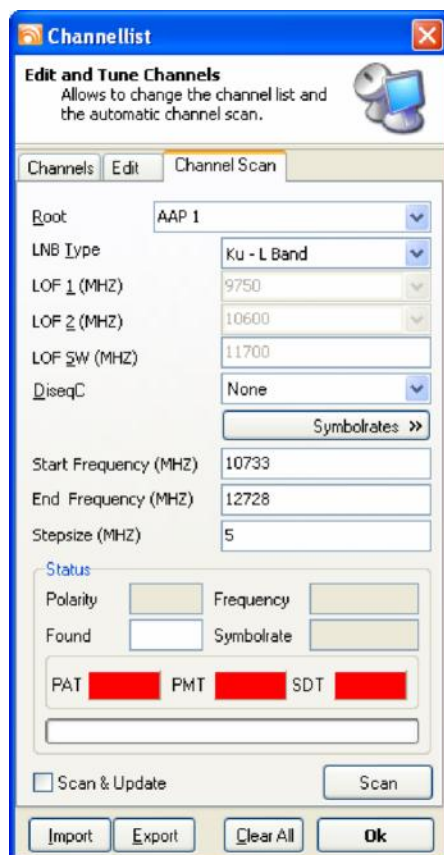 Channellist
Edit and Tune Channels
Allows to change the channel list and
the automatic channel scan.
Channels Edit Channel Scan
Root AAP 1
LNB Type Ku - L Band
LOF 1 (MHZ) 9750
LOF 2 (MHZ) 10600
LOF SW (MHZ) 11700
DiseqC None
Symbolrates »
Start Frequency (MHZ) 10733
End Frequency (MHZ) 12728
Stepsize (MHZ) 5
Status
Polarity Frequency
Found Symbolrate
PAT PMT SDT
Scan & Update Scan
Import Export Clear All Ok